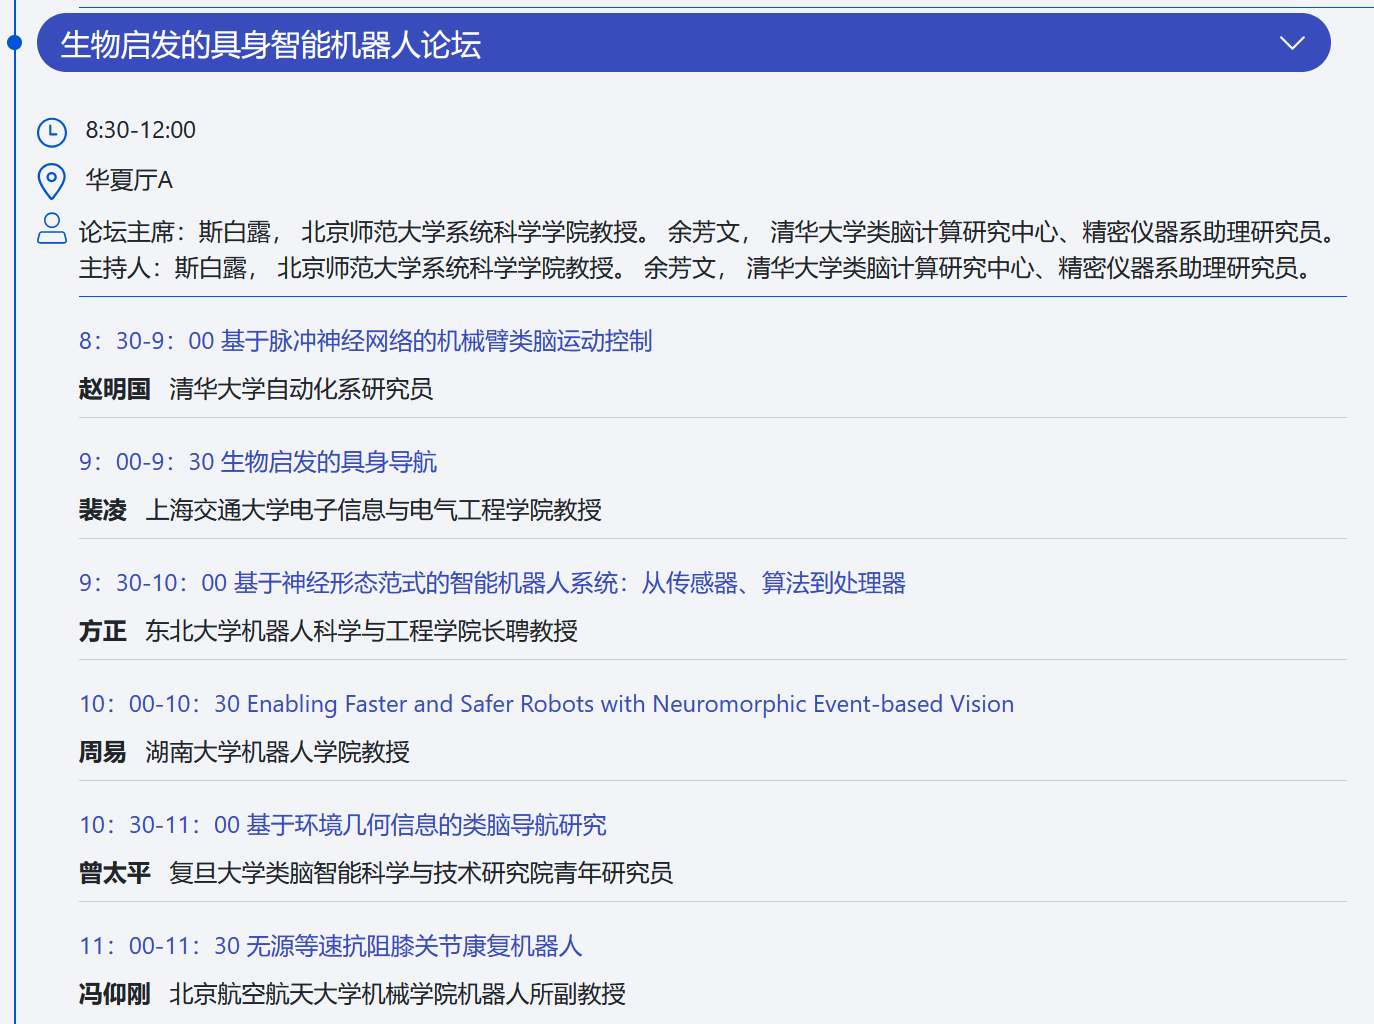 生物启发的具身智能机器人论坛
8:30-12:00
华夏厅A
论坛主席：斯白露， 北京师范大学系统科学学院教授。 余芳文， 清华大学类脑计算研究中心、精密仪器系助理研究员。
主持人：斯白露， 北京师范大学系统科学学院教授。 余芳文， 清华大学类脑计算研究中心、精密仪器系助理研究员。
8：30-9：00 基于脉冲神经网络的机械臂类脑运动控制
赵明国 清华大学自动化系研究员
9：00-9：30 生物启发的具身导航
裴凌 上海交通大学电子信息与电气工程学院教授
9：30-10：00 基于神经形态范式的智能机器人系统：从传感器、算法到处理器
方正 东北大学机器人科学与工程学院长聘教授
10：00-10：30 Enabling Faster and Safer Robots with Neuromorphic Event-based Vision
周易 湖南大学机器人学院教授
10：30-11：00 基于环境几何信息的类脑导航研究
曾太平 复旦大学类脑智能科学与技术研究院青年研究员
11：00-11：30 无源等速抗阻膝关节康复机器人
冯仰刚 北京航空航天大学机械学院机器人所副教授